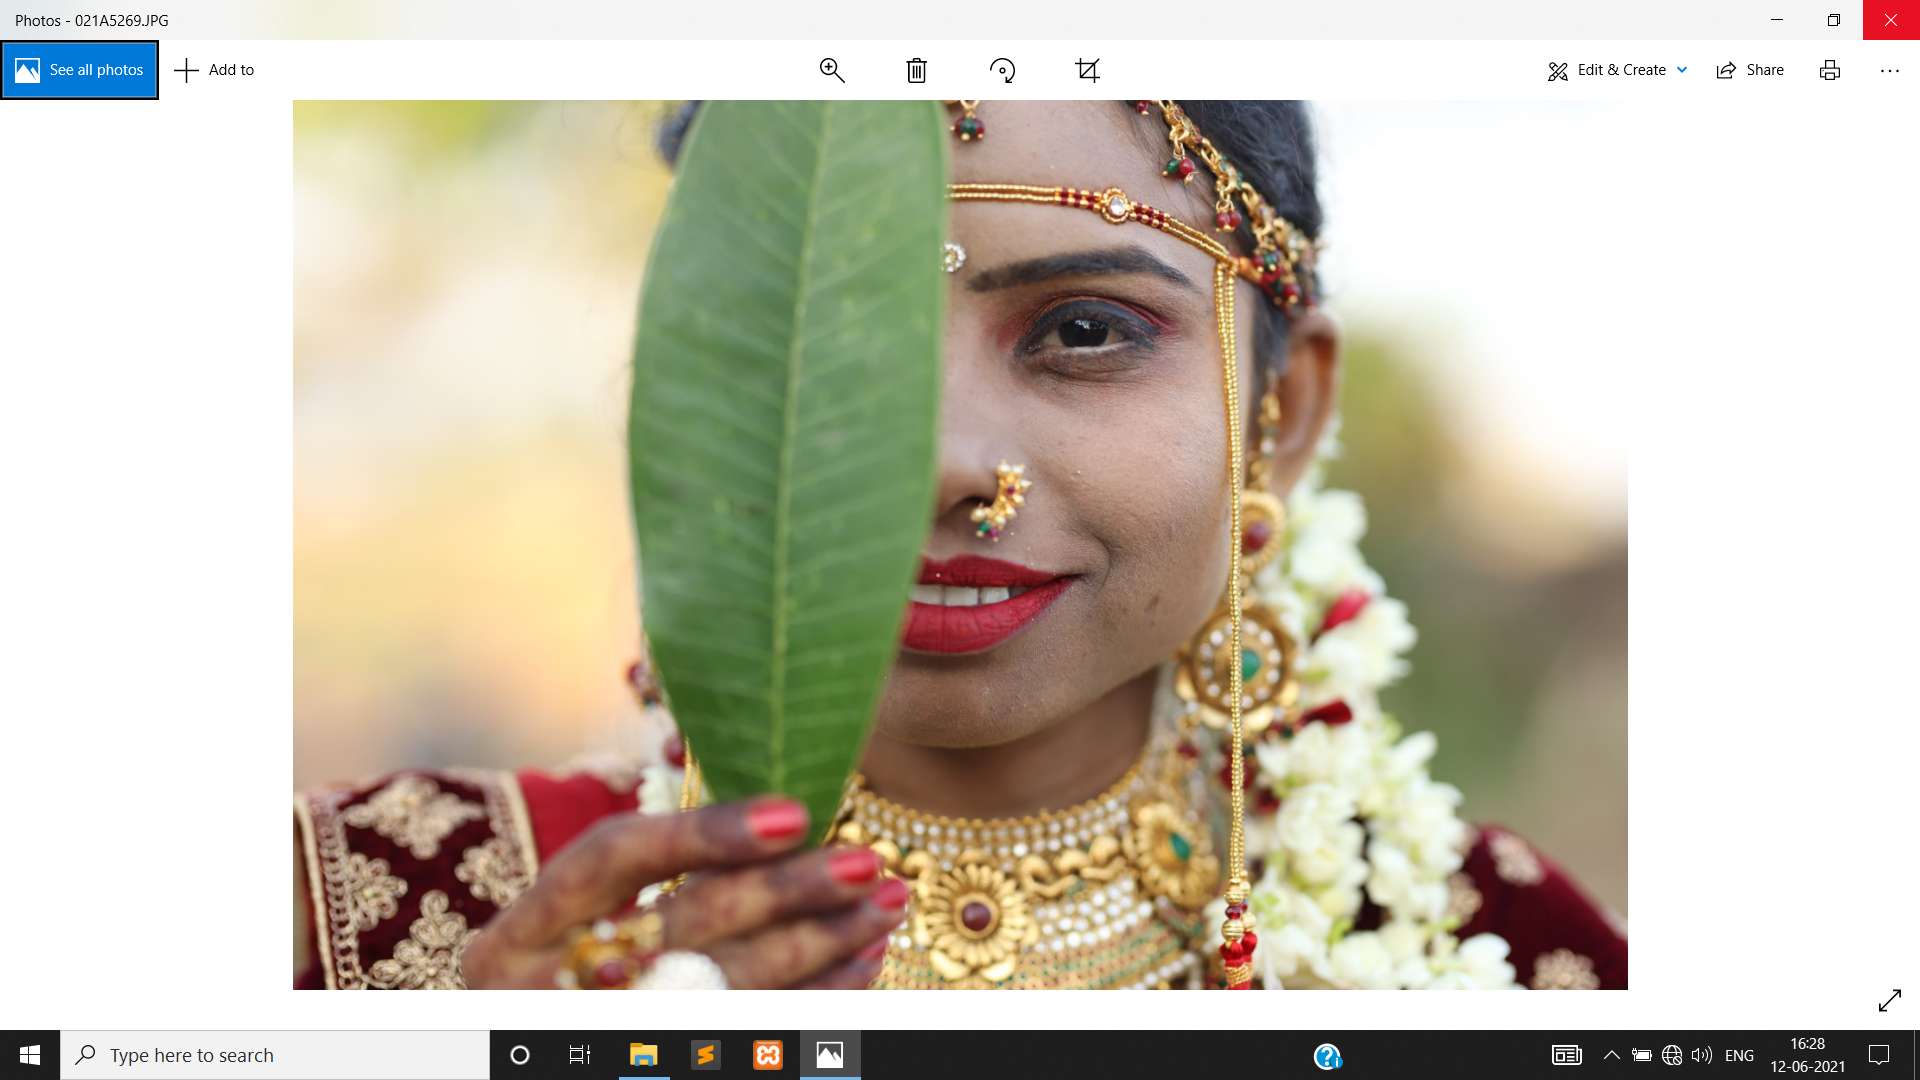 Photos - 021A5269.JPG
See all photos
Add to
Edit & Create
Share
Type here to search
ENG
16:28
12-06-2021